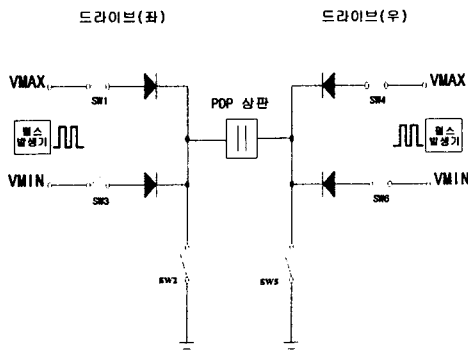 드라이브(좌)
드라이브(우)
VMAX
SW1
PDP 상판
SW4
VMAX
펄스
발생기
펄스
발생기
VMIN
SW3
SW6
VMIN
SW2
SW5